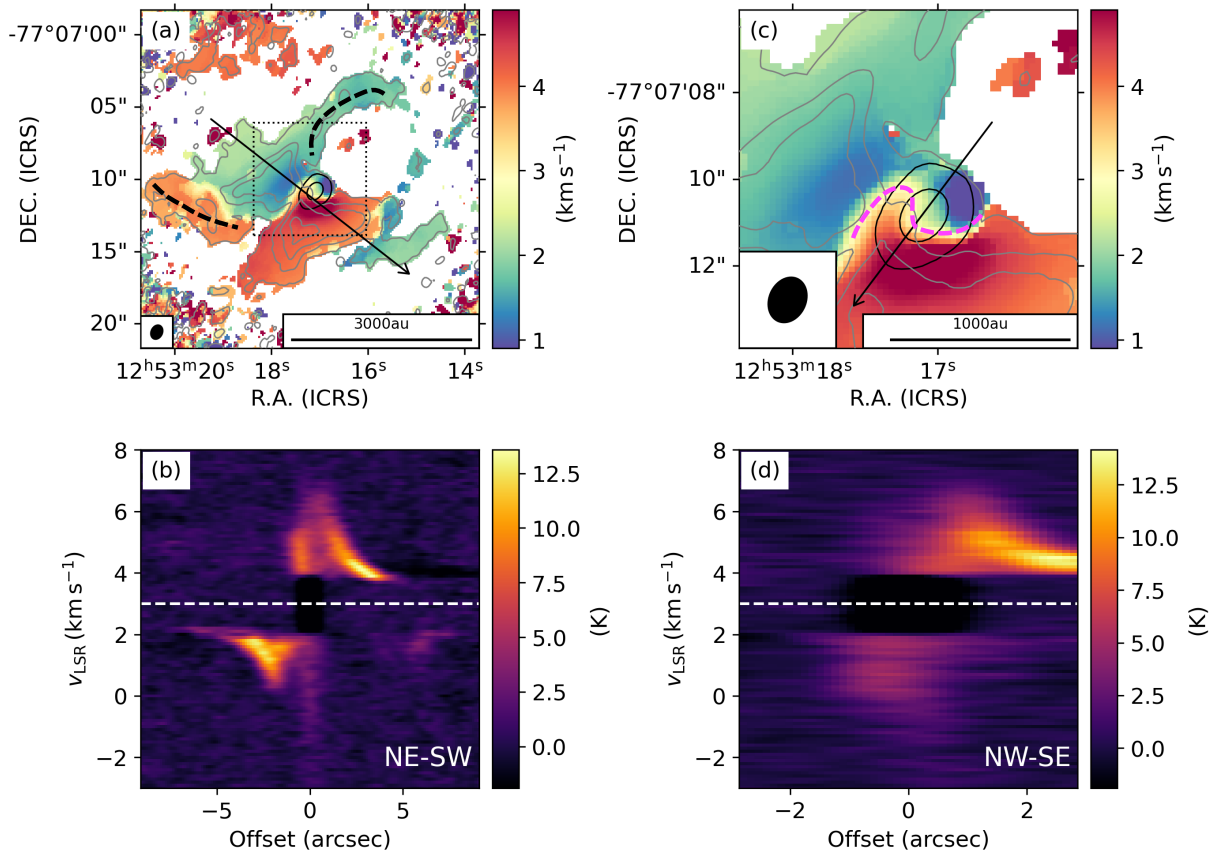 (a)
-77°07'00"
05"
10"
15"
20"
DEC. (ICRS)
3000au
12ʰ53ᵐ20ˢ 18ˢ 16ˢ 14ˢ
R.A. (ICRS)
4
3
2
1
(km s⁻¹)
(c)
-77°07'08"
10"
12"
DEC. (ICRS)
1000au
12ʰ53ᵐ18ˢ 17ˢ
R.A. (ICRS)
4
3
2
1
(km s⁻¹)
(b)
8
6
4
2
0
−2
v_LSR (km s⁻¹)
NE-SW
−5 0 5
Offset (arcsec)
12.5
10.0
7.5
5.0
2.5
0.0
(K)
(d)
8
6
4
2
0
−2
v_LSR (km s⁻¹)
NW-SE
−2 0 2
Offset (arcsec)
12.5
10.0
7.5
5.0
2.5
0.0
(K)